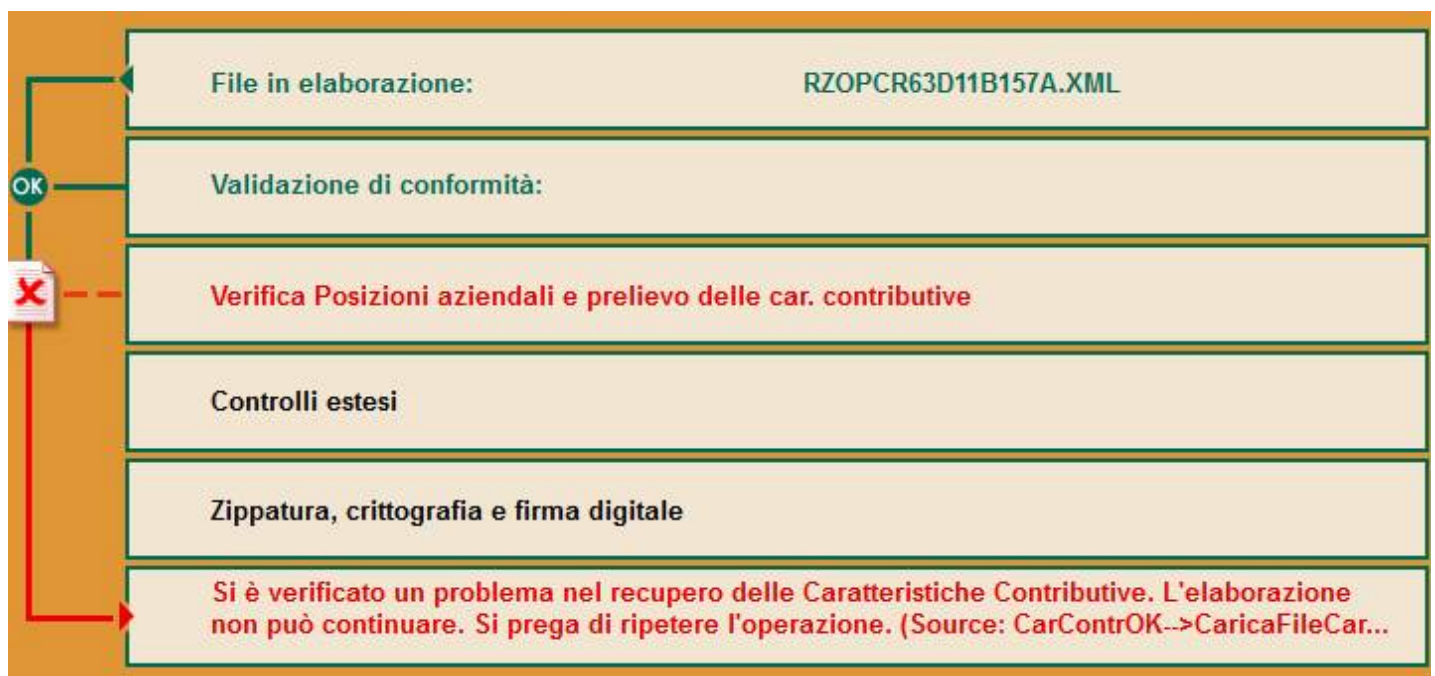 File in elaborazione: RZOPCR63D11B157A.XML
OK
Validazione di conformità:
Verifica Posizioni aziendali e prelievo delle car. contributive
Controlli estesi
Zippatura, crittografia e firma digitale
Si è verificato un problema nel recupero delle Caratteristiche Contributive. L'elaborazione
non può continuare. Si prega di ripetere l'operazione. (Source: CarContrOK-->CaricaFileCar...